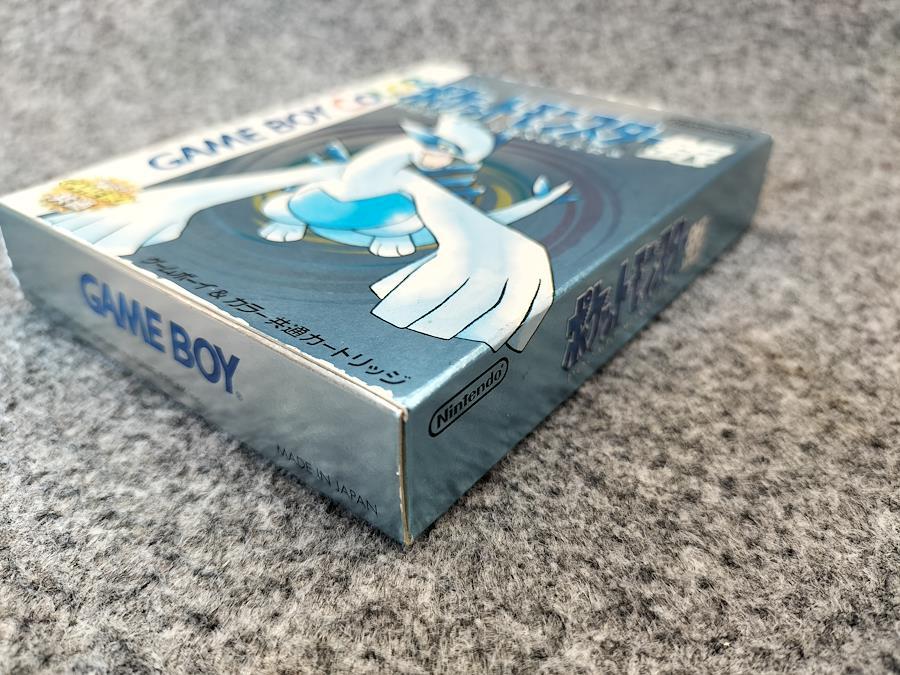 GAME BOY COLOR
ポケットモンスター銀
ゲームボーイ&カラー共通カートリッジ
GAME BOY®
MADE IN JAPAN
Nintendo®
ポケットモンスター銀